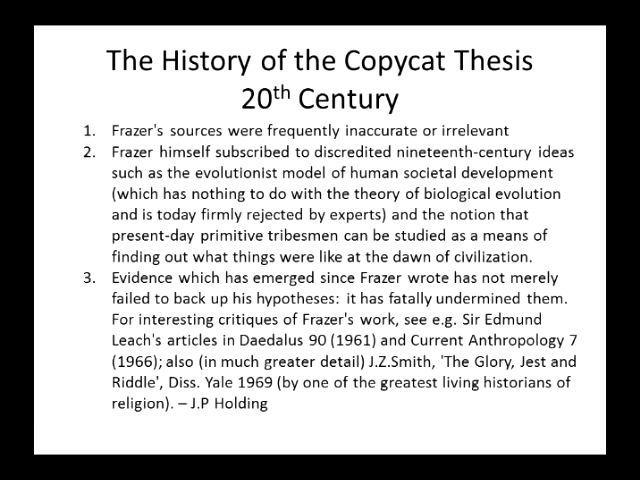 The History of the Copycat Thesis
20th Century
1. Frazer's sources were frequently inaccurate or irrelevant
2. Frazer himself subscribed to discredited nineteenth-century ideas
such as the evolutionist model of human societal development
(which has nothing to do with the theory of biological evolution
and is today firmly rejected by experts) and the notion that
present-day primitive tribesmen can be studied as a means of
finding out what things were like at the dawn of civilization.
3. Evidence which has emerged since Frazer wrote has not merely
failed to back up his hypotheses: it has fatally undermined them.
For interesting critiques of Frazer's work, see e.g. Sir Edmund
Leach's articles in Daedalus 90 (1961) and Current Anthropology 7
(1966); also (in much greater detail) J.Z.Smith, 'The Glory, Jest and
Riddle', Diss. Yale 1969 (by one of the greatest living historians of
religion). – J.P Holding